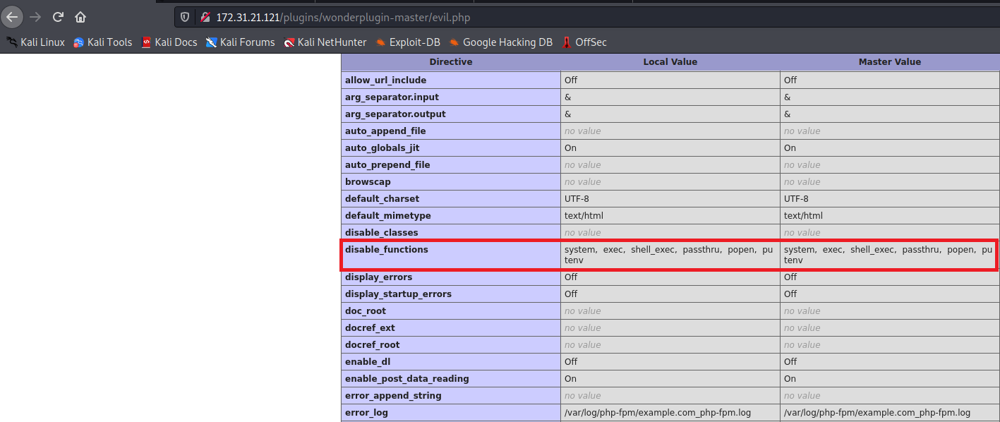 172.31.21.121/plugins/wonderplugin-master/evil.php
Kali Linux Kali Tools Kali Docs Kali Forums Kali NetHunter Exploit-DB Google Hacking DB OffSec
Directive Local Value Master Value
allow_url_include Off Off
arg_separator.input & &
arg_separator.output & &
auto_append_file no value no value
auto_globals_jit On On
auto_prepend_file no value no value
browscap no value no value
default_charset UTF-8 UTF-8
default_mimetype text/html text/html
disable_classes no value no value
disable_functions system, exec, shell_exec, passthru, popen, pu system, exec, shell_exec, passthru, popen, pu
tenv tenv
display_errors Off Off
display_startup_errors Off Off
doc_root no value no value
docref_ext no value no value
docref_root no value no value
enable_dl Off Off
enable_post_data_reading On On
error_append_string no value no value
error_log /var/log/php-fpm/example.com_php-fpm.log /var/log/php-fpm/example.com_php-fpm.log